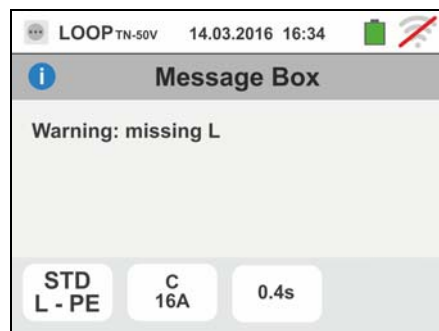 LOOP TN-50V 14.03.2016 16:34
Message Box
Warning: missing L
STD
L - PE
C
16A
0.4s